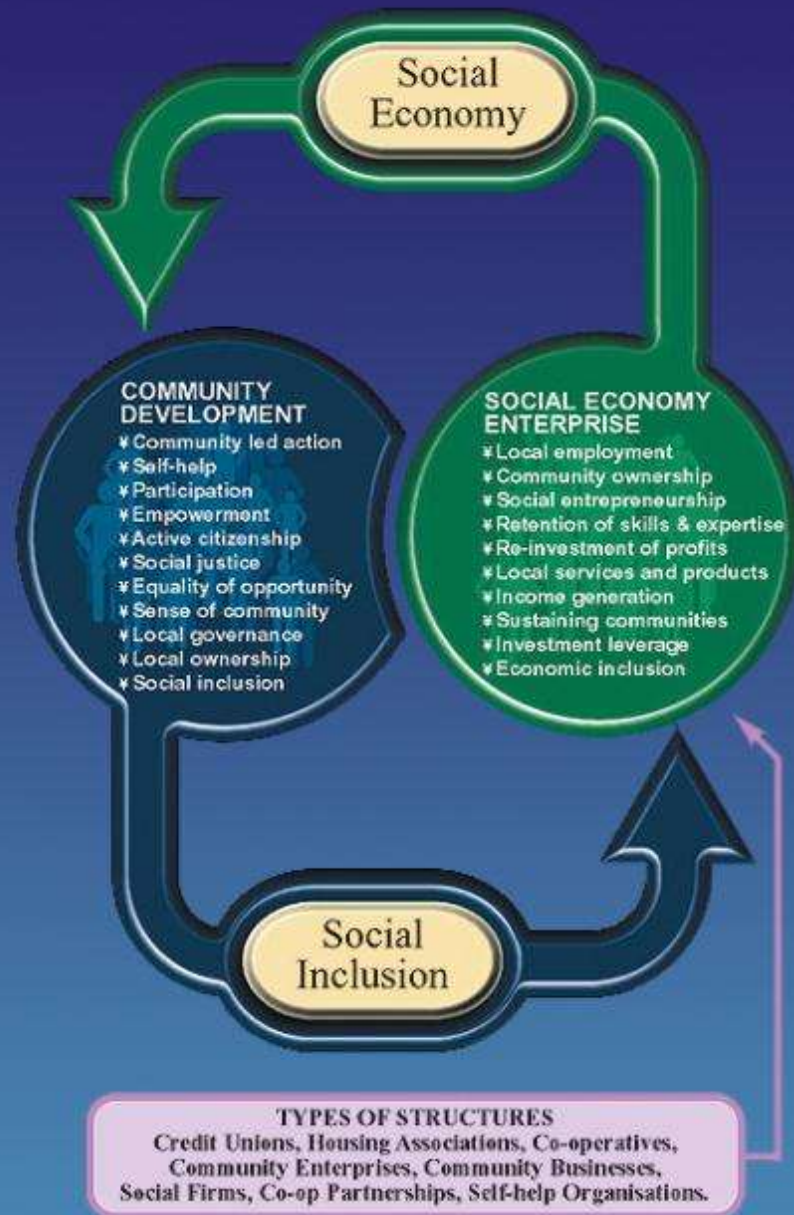 Social
Economy
COMMUNITY
DEVELOPMENT
¥ Community led action
¥ Self-help
¥ Participation
¥ Empowerment
¥ Active citizenship
¥ Social justice
¥ Equality of opportunity
¥ Sense of community
¥ Local governance
¥ Local ownership
¥ Social inclusion
SOCIAL ECONOMY
ENTERPRISE
¥ Local employment
¥ Community ownership
¥ Social entrepreneurship
¥ Retention of skills & expertise
¥ Re-investment of profits
¥ Local services and products
¥ Income generation
¥ Sustaining communities
¥ Investment leverage
¥ Economic inclusion
Social
Inclusion
TYPES OF STRUCTURES
Credit Unions, Housing Associations, Co-operatives,
Community Enterprises, Community Businesses,
Social Firms, Co-op Partnerships, Self-help Organisations.